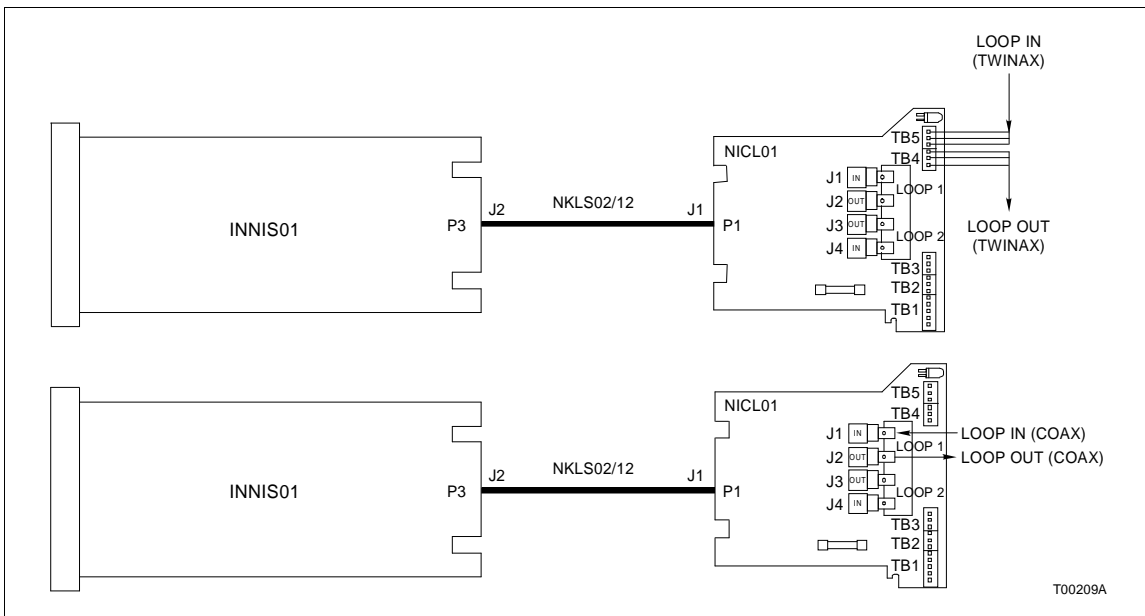 LOOP IN
(TWINAX)
TB5
NICL01
TB4
J1 IN
LOOP 1
J2 NKLS02/12 J1
J2 OUT
INNIS01 P3 P1
J3 OUT
LOOP 2
LOOP OUT
(TWINAX)
J4 IN
TB3
TB2
TB1
TB5
NICL01
TB4
J1 IN
LOOP IN (COAX)
LOOP 1
J2 OUT
LOOP OUT (COAX)
J2 NKLS02/12 J1
J3 OUT
INNIS01 P3 P1
LOOP 2
J4 IN
TB3
TB2
TB1
T00209A